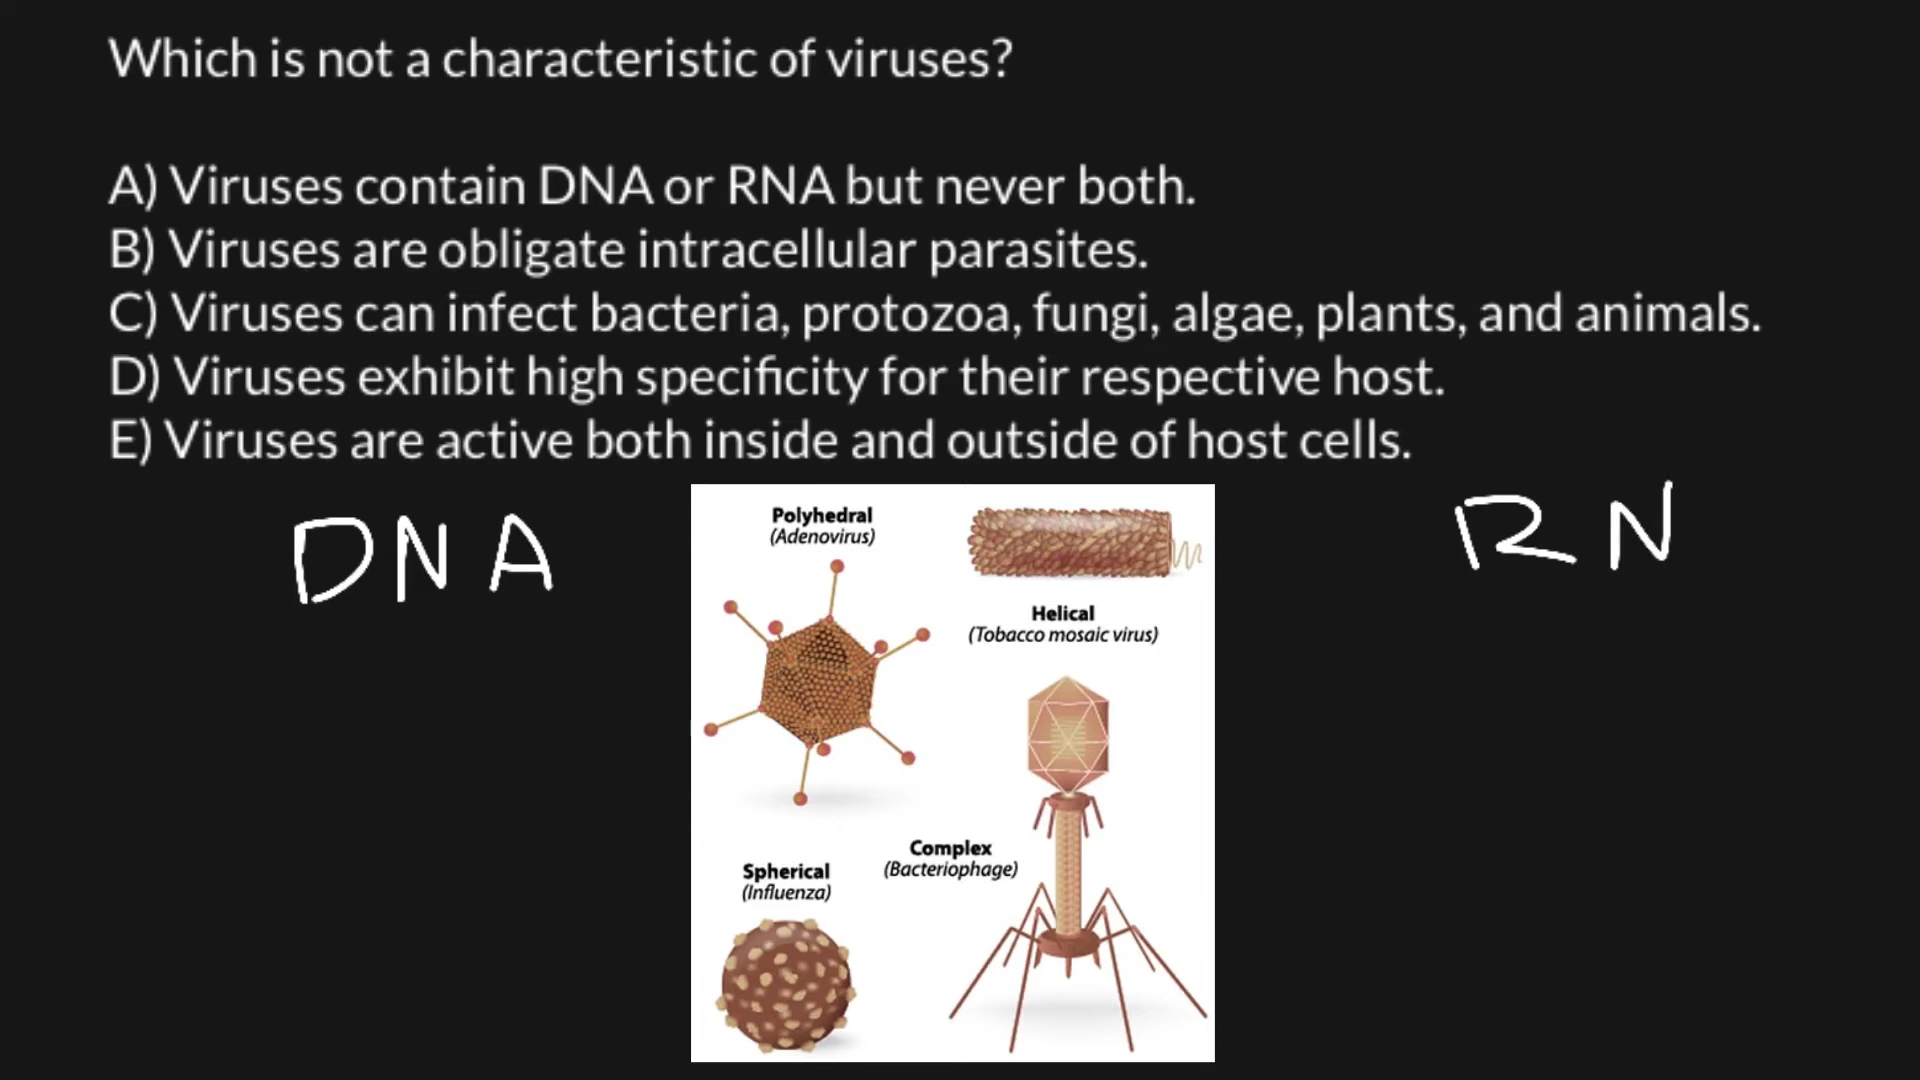 Which is not a characteristic of viruses?
A) Viruses contain DNA or RNA but never both.
B) Viruses are obligate intracellular parasites.
C) Viruses can infect bacteria, protozoa, fungi, algae, plants, and animals.
D) Viruses exhibit high specificity for their respective host.
E) Viruses are active both inside and outside of host cells.
DNA
RN
Polyhedral
(Adenovirus)
Helical
(Tobacco mosaic virus)
Complex
(Bacteriophage)
Spherical
(Influenza)